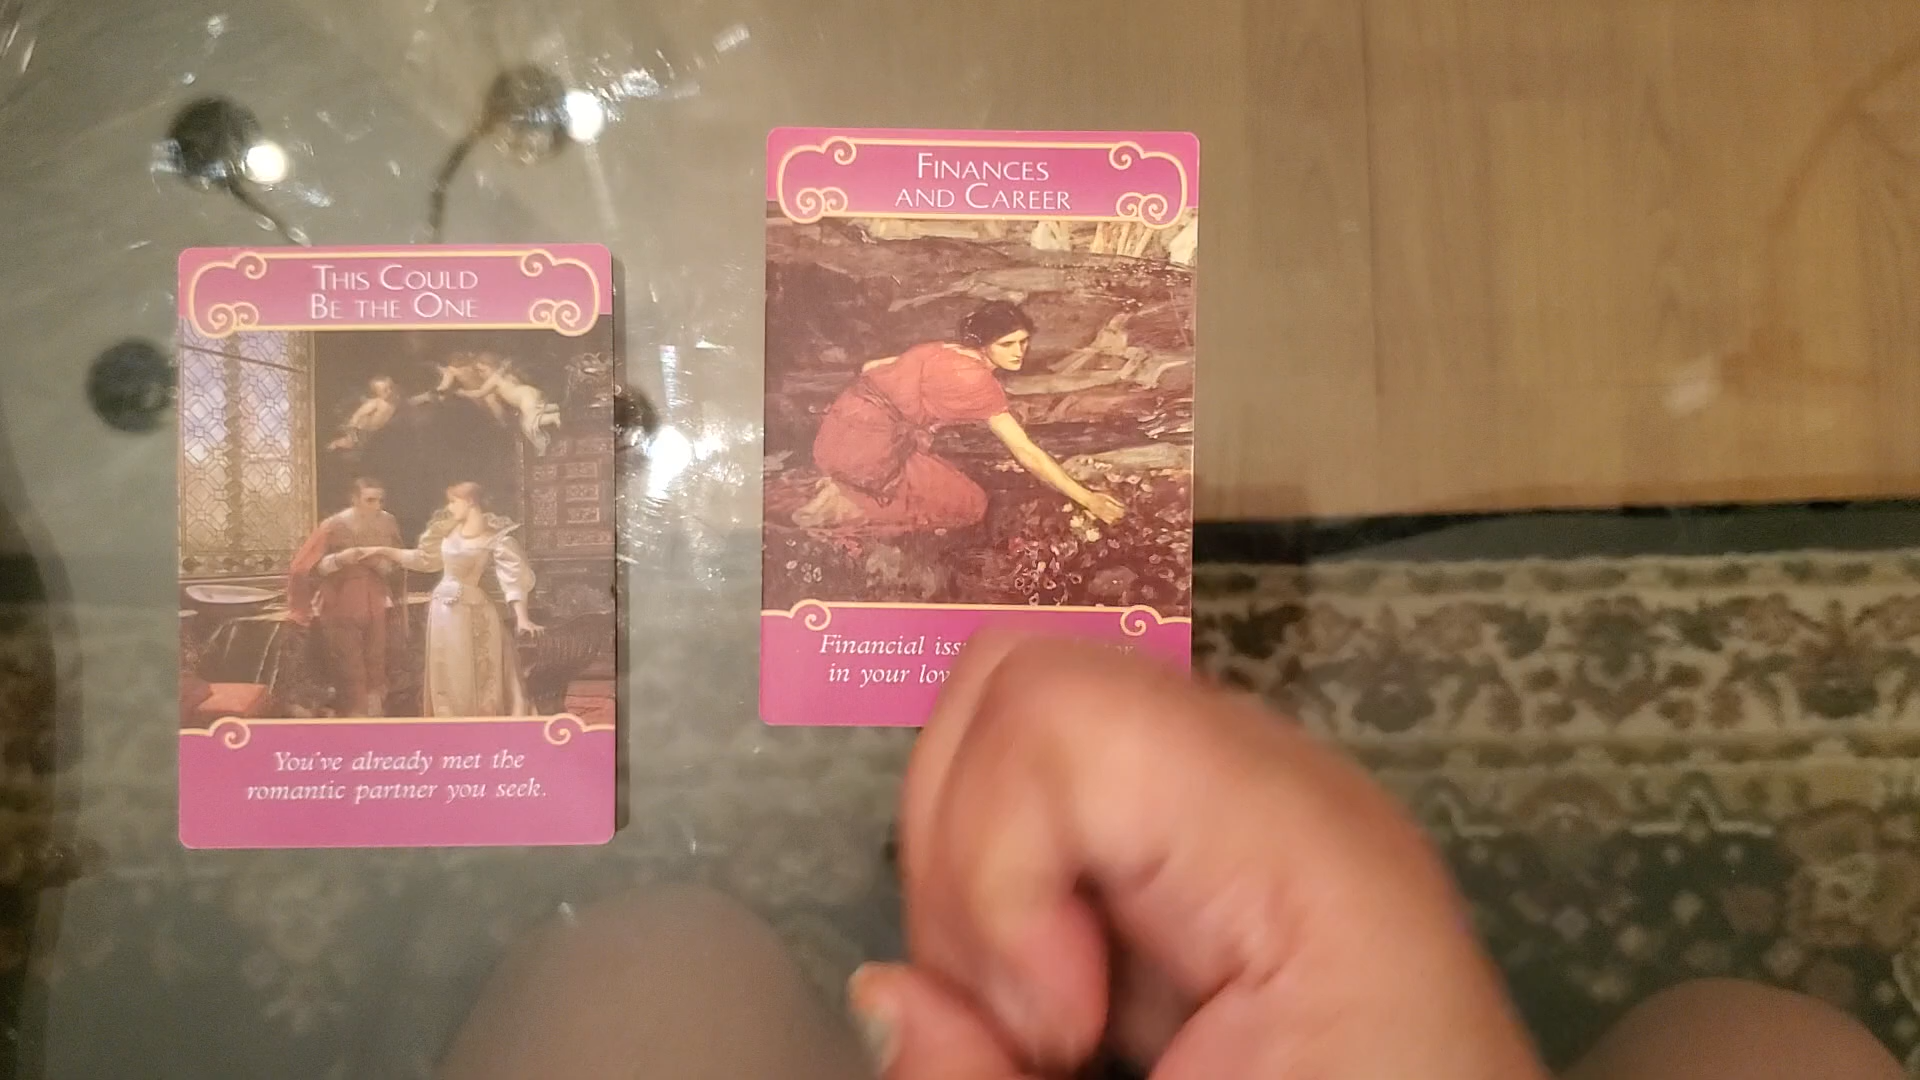 THIS COULD
BE THE ONE
You've already met the
romantic partner you seek.
FINANCES
AND CAREER
Financial
in your